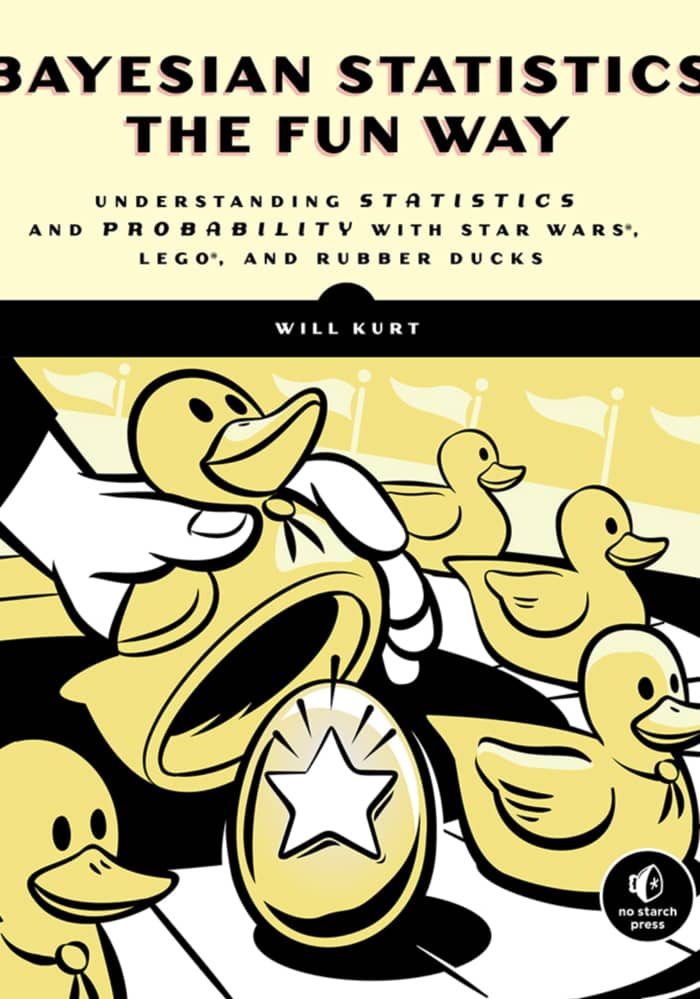 BAYESIAN STATISTICS
THE FUN WAY
UNDERSTANDING STATISTICS
AND PROBABILITY WITH STAR WARS®,
LEGO®, AND RUBBER DUCKS
WILL KURT
no starch
press